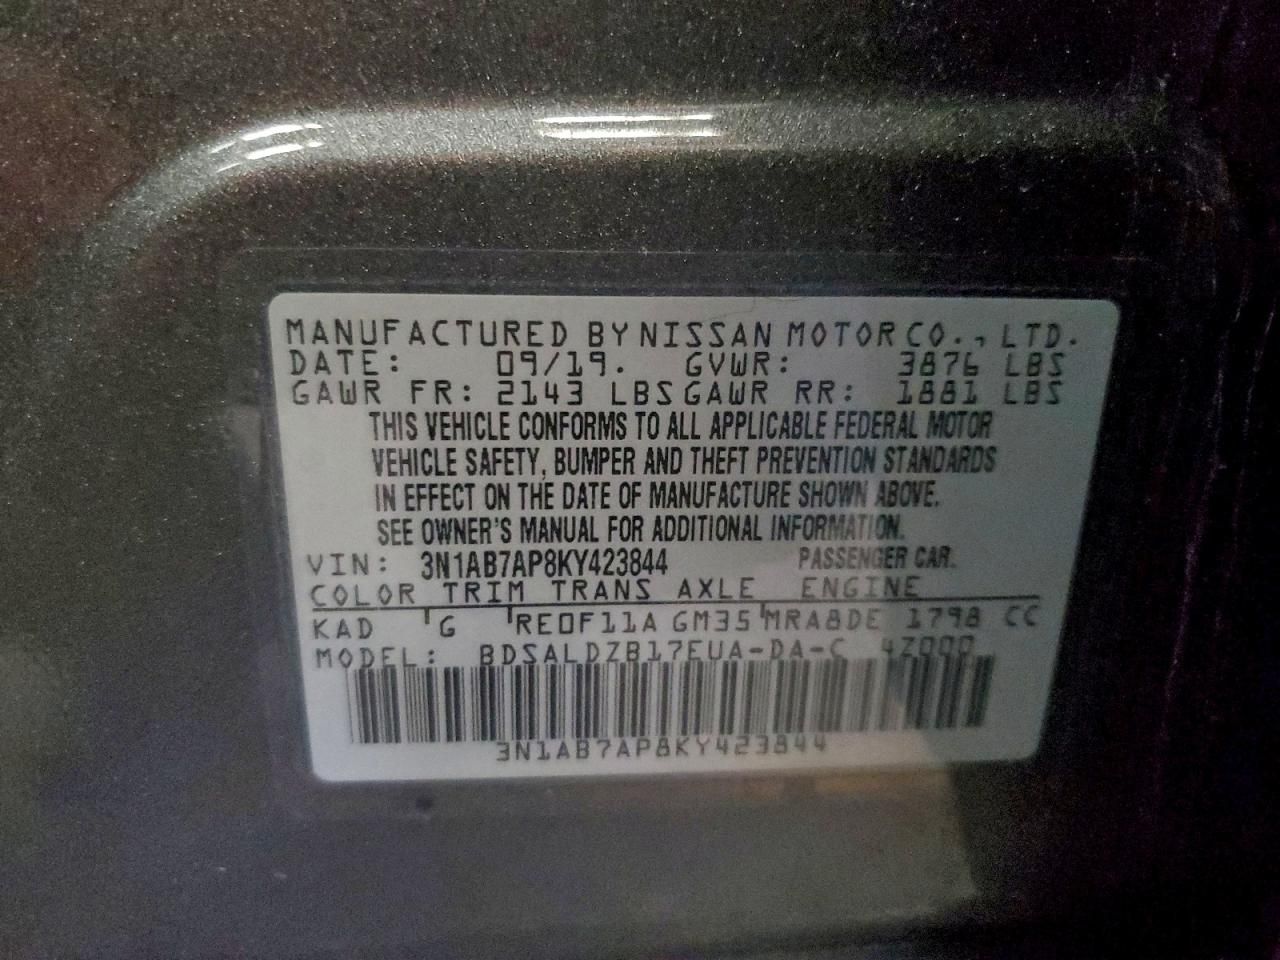 MANUFACTURED BY NISSAN MOTOR CO., LTD.
DATE: 09/19. GVWR: 3876 LBS
GAWR FR: 2143 LBS GAWR RR: 1881 LBS
THIS VEHICLE CONFORMS TO ALL APPLICABLE FEDERAL MOTOR
VEHICLE SAFETY, BUMPER AND THEFT PREVENTION STANDARDS
IN EFFECT ON THE DATE OF MANUFACTURE SHOWN ABOVE.
SEE OWNER'S MANUAL FOR ADDITIONAL INFORMATION.
VIN: 3N1AB7AP8KY423844 PASSENGER CAR.
COLOR TRIM TRANS AXLE ENGINE
KAD G RE0F11A GM35 MRA8DE 1798 CC
MODEL: BDSALDZB17EUA-DA-C 4Z000
3N1AB7AP8KY423844